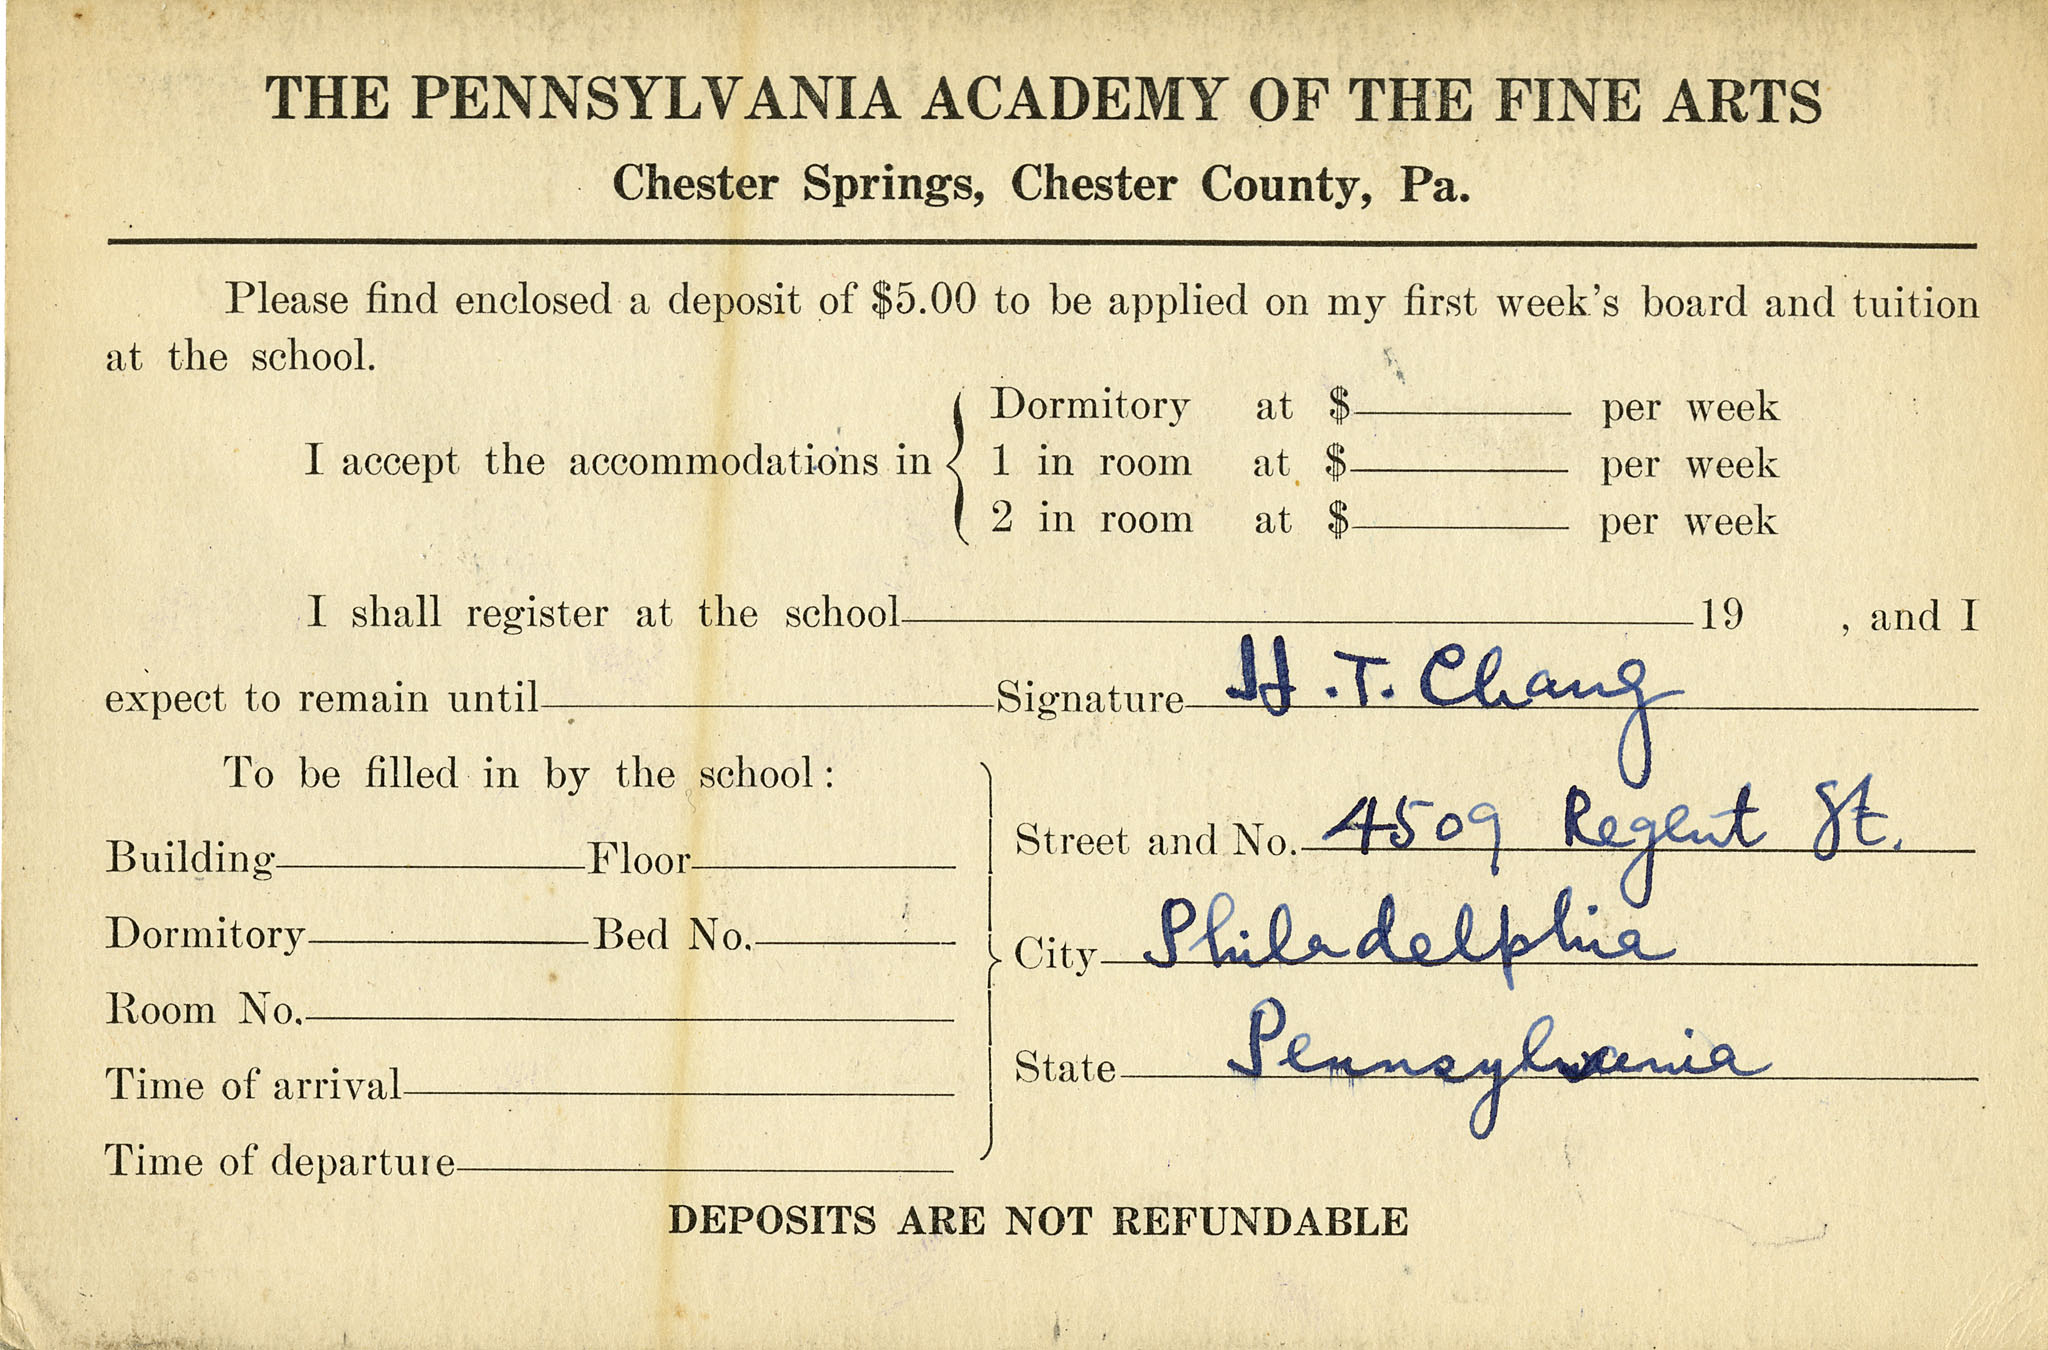 THE PENNSYLVANIA ACADEMY OF THE FINE ARTS
Chester Springs, Chester County, Pa.
Please find enclosed a deposit of $5.00 to be applied on my first week's board and tuition
at the school.
I accept the accommodations in
Dormitory at $ per week
1 in room at $ per week
2 in room at $ per week
I shall register at the school 19 , and I
expect to remain until Signature H. T. Chang
To be filled in by the school:
Building Floor
Dormitory Bed No.
Room No.
Time of arrival
Time of departure
Street and No. 4509 Regent St.
City Philadelphia
State Pennsylvania
DEPOSITS ARE NOT REFUNDABLE